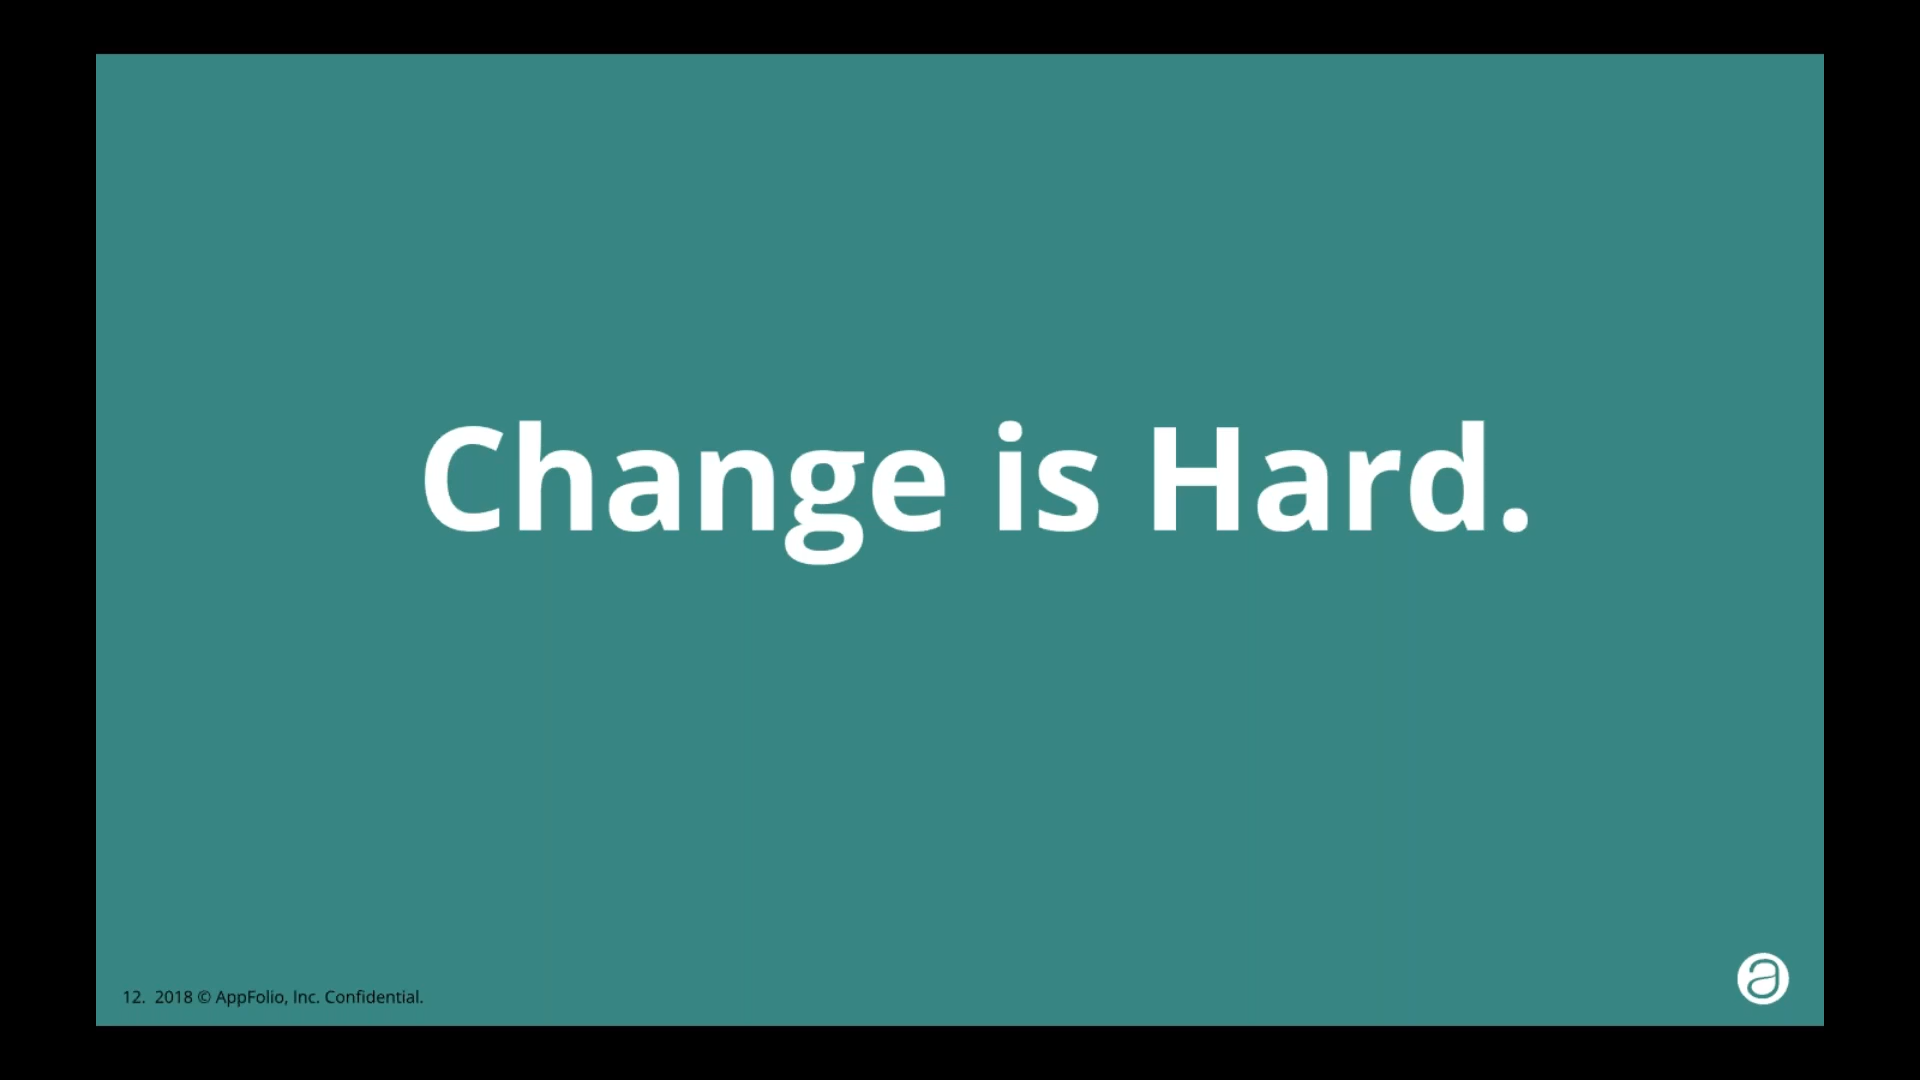 Change is Hard.
12. 2018 © AppFolio, Inc. Confidential.